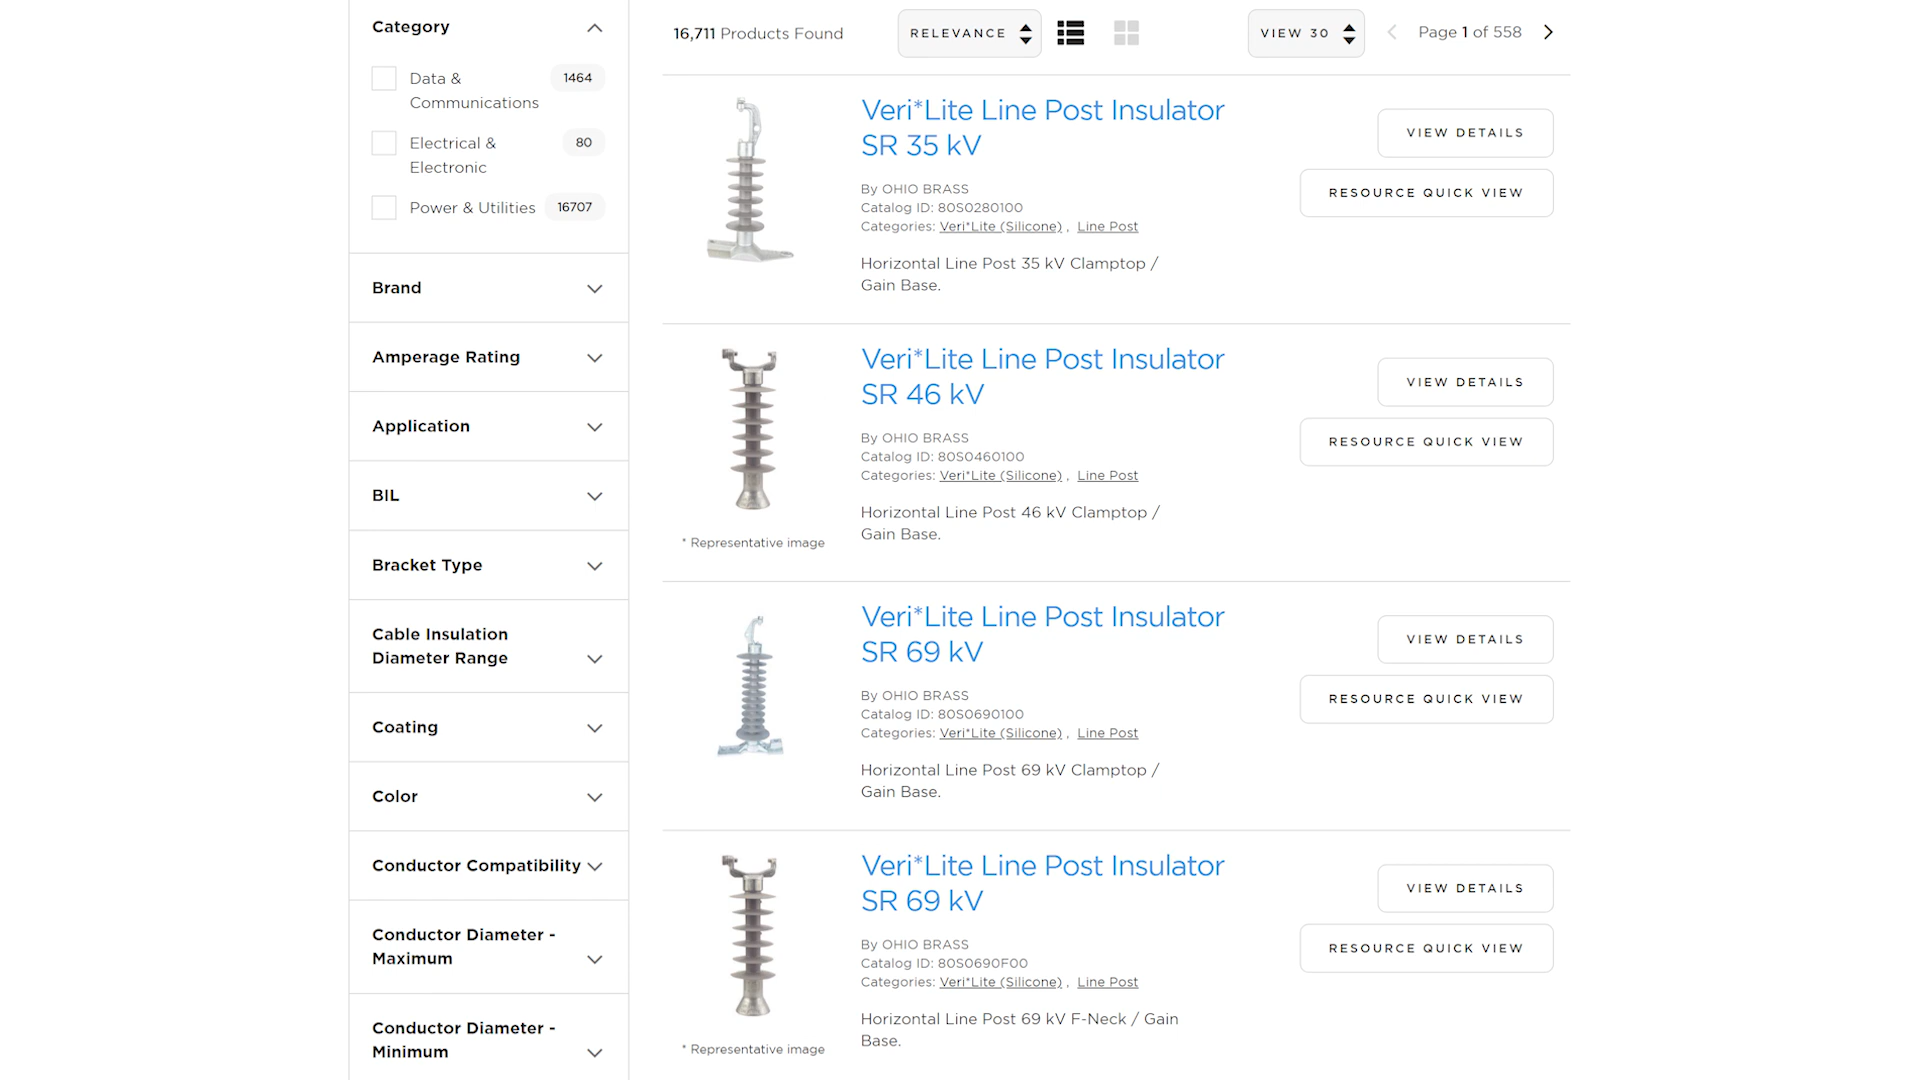 Category
Data &
Communications
1464
Electrical &
Electronic
80
Power & Utilities
16707
Brand
Amperage Rating
Application
BIL
Bracket Type
Cable Insulation
Diameter Range
Coating
Color
Conductor Compatibility
Conductor Diameter -
Maximum
Conductor Diameter -
Minimum
16,711 Products Found
RELEVANCE
VIEW 30
Page 1 of 558
Veri*Lite Line Post Insulator
SR 35 kV
By OHIO BRASS
Catalog ID: 80S0280100
Categories: Veri*Lite (Silicone) , Line Post
Horizontal Line Post 35 kV Clamptop /
Gain Base.
VIEW DETAILS
RESOURCE QUICK VIEW
* Representative image
Veri*Lite Line Post Insulator
SR 46 kV
By OHIO BRASS
Catalog ID: 80S0460100
Categories: Veri*Lite (Silicone) , Line Post
Horizontal Line Post 46 kV Clamptop /
Gain Base.
VIEW DETAILS
RESOURCE QUICK VIEW
Veri*Lite Line Post Insulator
SR 69 kV
By OHIO BRASS
Catalog ID: 80S0690100
Categories: Veri*Lite (Silicone) , Line Post
Horizontal Line Post 69 kV Clamptop /
Gain Base.
VIEW DETAILS
RESOURCE QUICK VIEW
* Representative image
Veri*Lite Line Post Insulator
SR 69 kV
By OHIO BRASS
Catalog ID: 80S0690F00
Categories: Veri*Lite (Silicone) , Line Post
Horizontal Line Post 69 kV F-Neck / Gain
Base.
VIEW DETAILS
RESOURCE QUICK VIEW